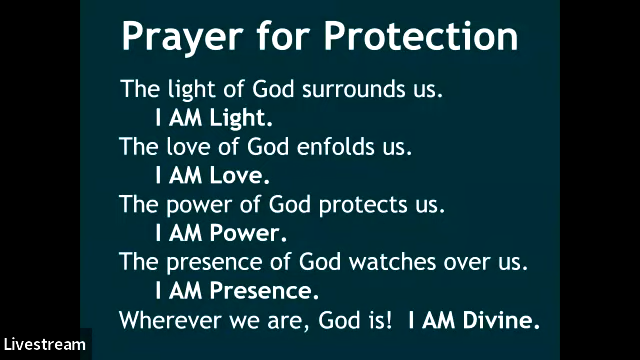 Prayer for Protection
The light of God surrounds us.
I AM Light.
The love of God enfolds us.
I AM Love.
The power of God protects us.
I AM Power.
The presence of God watches over us.
I AM Presence.
Wherever we are, God is! I AM Divine.
Livestream